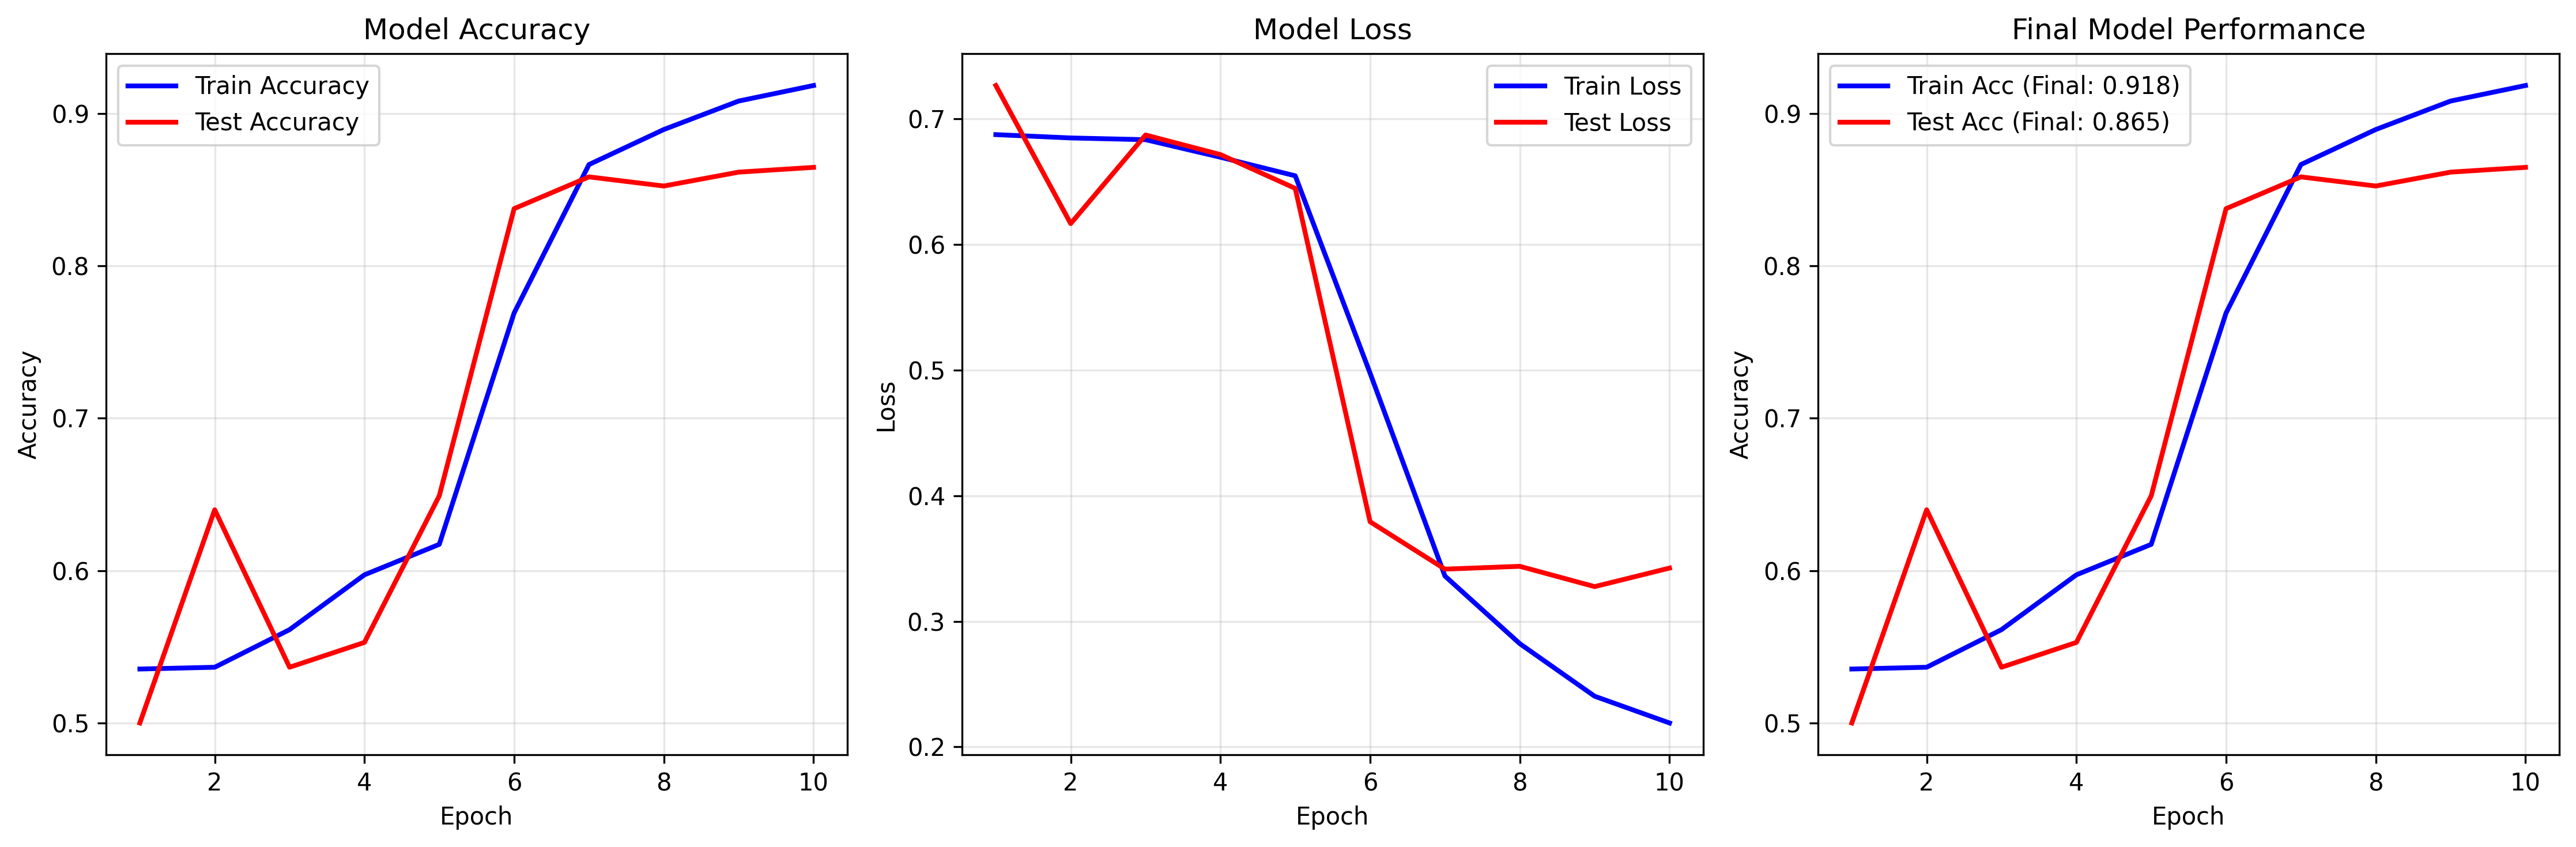 Model Accuracy
Train Accuracy
Test Accuracy
0.9
0.8
0.7
0.6
0.5
Accuracy
2 4 6 8 10
Epoch
Model Loss
Train Loss
Test Loss
0.7
0.6
0.5
0.4
0.3
0.2
Loss
2 4 6 8 10
Epoch
Final Model Performance
Train Acc (Final: 0.918)
Test Acc (Final: 0.865)
0.9
0.8
0.7
0.6
0.5
Accuracy
2 4 6 8 10
Epoch